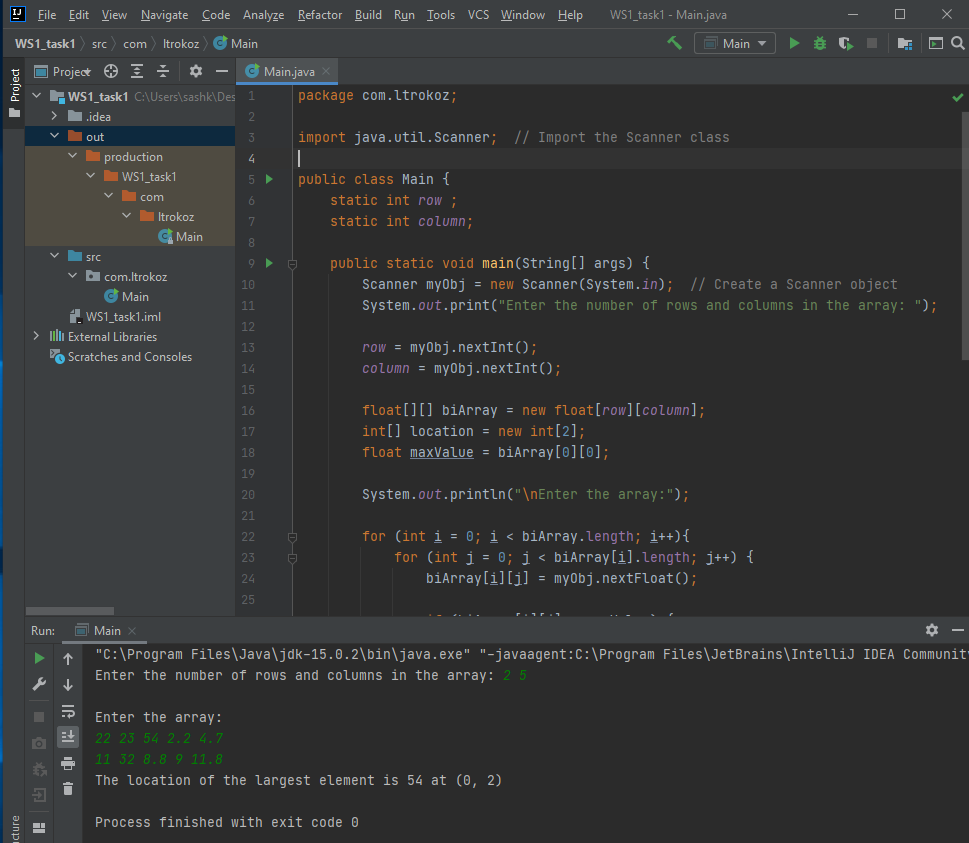 File Edit View Navigate Code Analyze Refactor Build Run Tools VCS Window Help WS1_task1 - Main.java
WS1_task1 src com ltrokoz Main
Main
Project
Project
Main.java
WS1_task1 C:\Users\sashk\Des
.idea
out
production
WS1_task1
com
ltrokoz
Main
src
com.ltrokoz
Main
WS1_task1.iml
External Libraries
Scratches and Consoles
1 package com.ltrokoz;
2
3 import java.util.Scanner;  // Import the Scanner class
4
5 public class Main {
6 static int row ;
7 static int column;
8
9 public static void main(String[] args) {
10 Scanner myObj = new Scanner(System.in);  // Create a Scanner object
11 System.out.print("Enter the number of rows and columns in the array: ");
12
13 row = myObj.nextInt();
14 column = myObj.nextInt();
15
16 float[][] biArray = new float[row][column];
17 int[] location = new int[2];
18 float maxValue = biArray[0][0];
19
20 System.out.println("\nEnter the array:");
21
22 for (int i = 0; i < biArray.length; i++){
23 for (int j = 0; j < biArray[i].length; j++) {
24 biArray[i][j] = myObj.nextFloat();
25
Run: Main
"C:\Program Files\Java\jdk-15.0.2\bin\java.exe" "-javaagent:C:\Program Files\JetBrains\IntelliJ IDEA Community
Enter the number of rows and columns in the array: 2 5
Enter the array:
22 23 54 2.2 4.7
11 32 8.8 9 11.8
The location of the largest element is 54 at (0, 2)
Process finished with exit code 0
cture